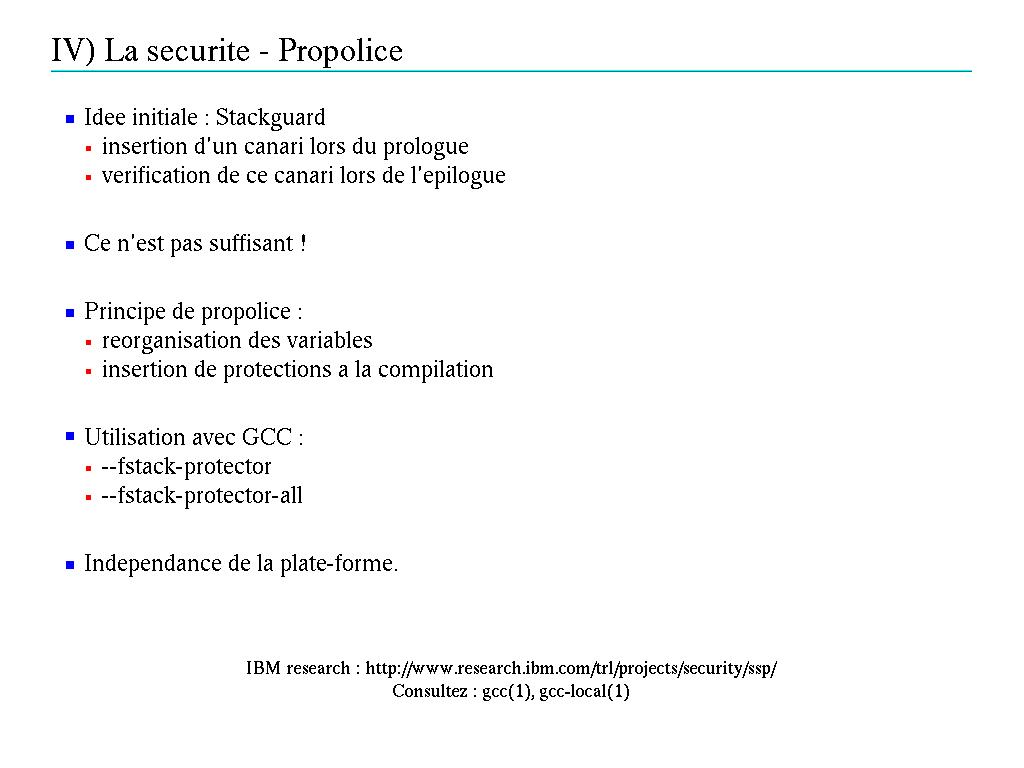 IV) La securite - Propolice
Idee initiale : Stackguard
insertion d'un canari lors du prologue
verification de ce canari lors de l'epilogue
Ce n'est pas suffisant !
Principe de propolice :
reorganisation des variables
insertion de protections a la compilation
Utilisation avec GCC :
--fstack-protector
--fstack-protector-all
Independance de la plate-forme.
IBM research : http://www.research.ibm.com/trl/projects/security/ssp/
Consultez : gcc(1), gcc-local(1)